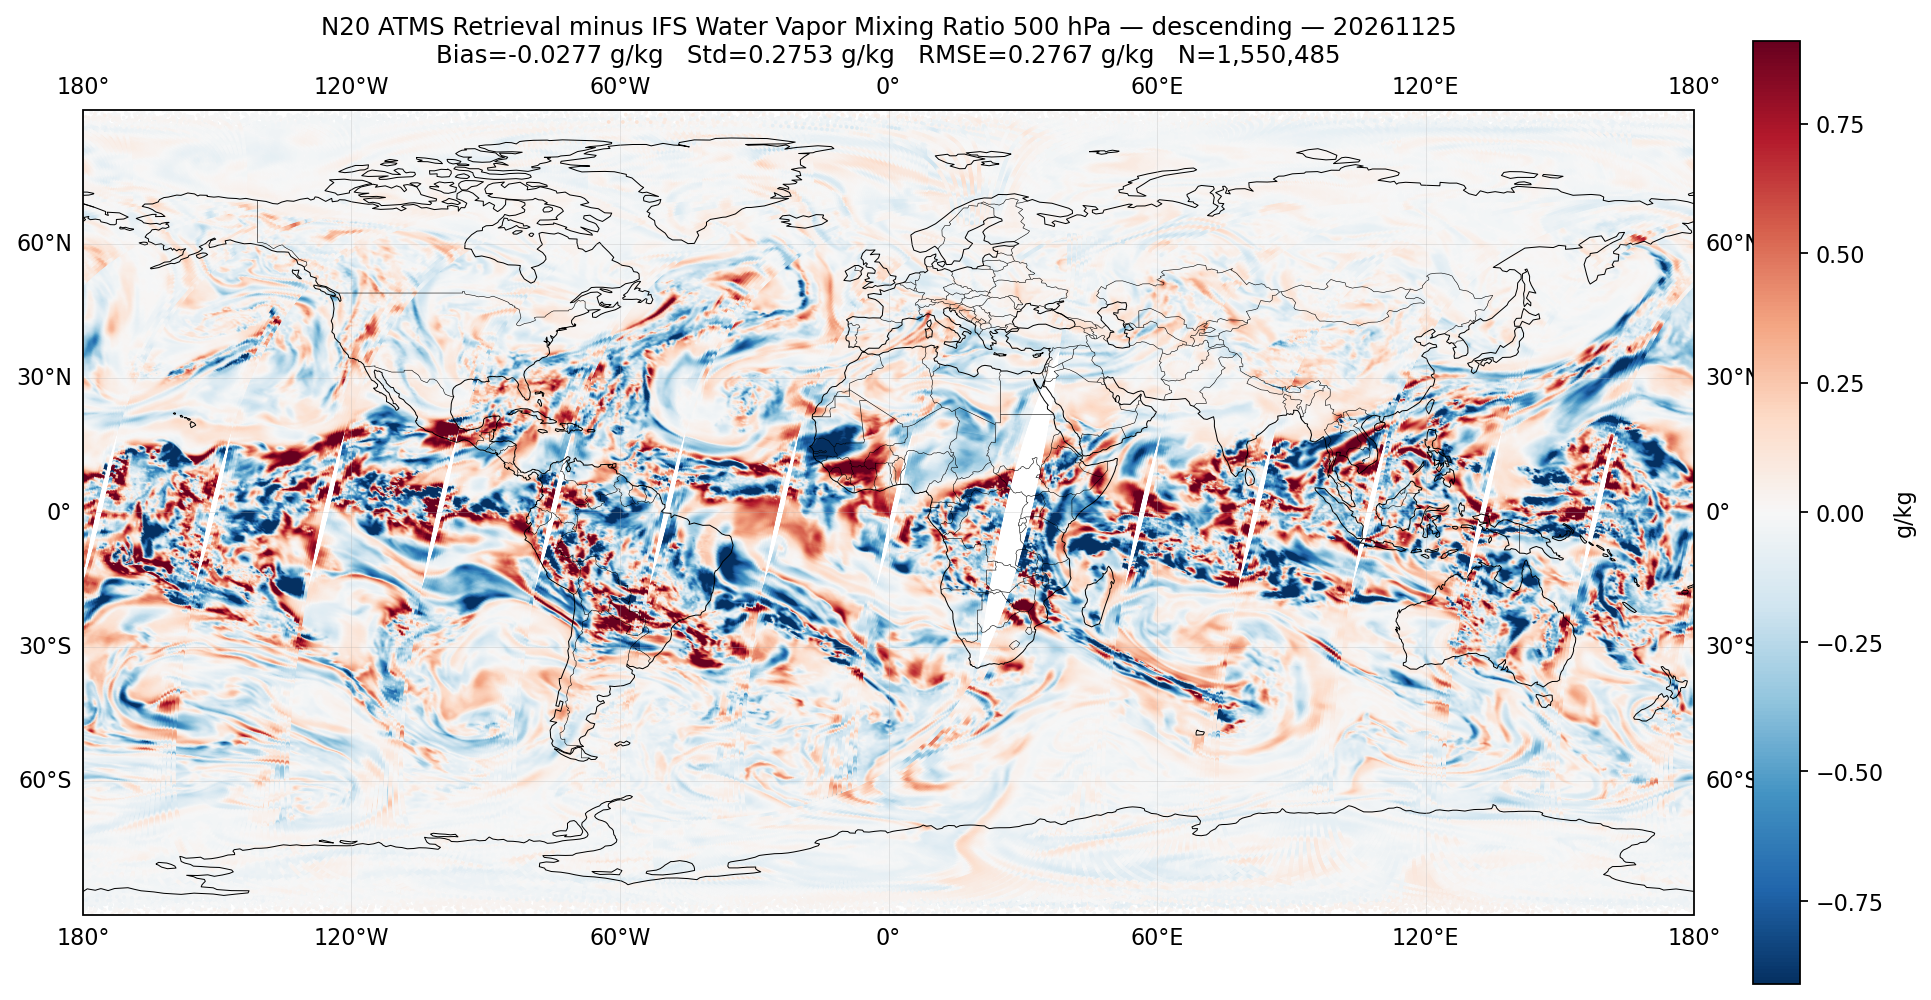 N20 ATMS Retrieval minus IFS Water Vapor Mixing Ratio 500 hPa — descending — 20261125
Bias=-0.0277 g/kg   Std=0.2753 g/kg   RMSE=0.2767 g/kg   N=1,550,485
180° 120°W 60°W 0° 60°E 120°E 180°
60°N 60°N
30°N 30°N
0° 0°
30°S 30°S
60°S 60°S
180° 120°W 60°W 0° 60°E 120°E 180°
0.75
0.50
0.25
0.00
−0.25
−0.50
−0.75
g/kg